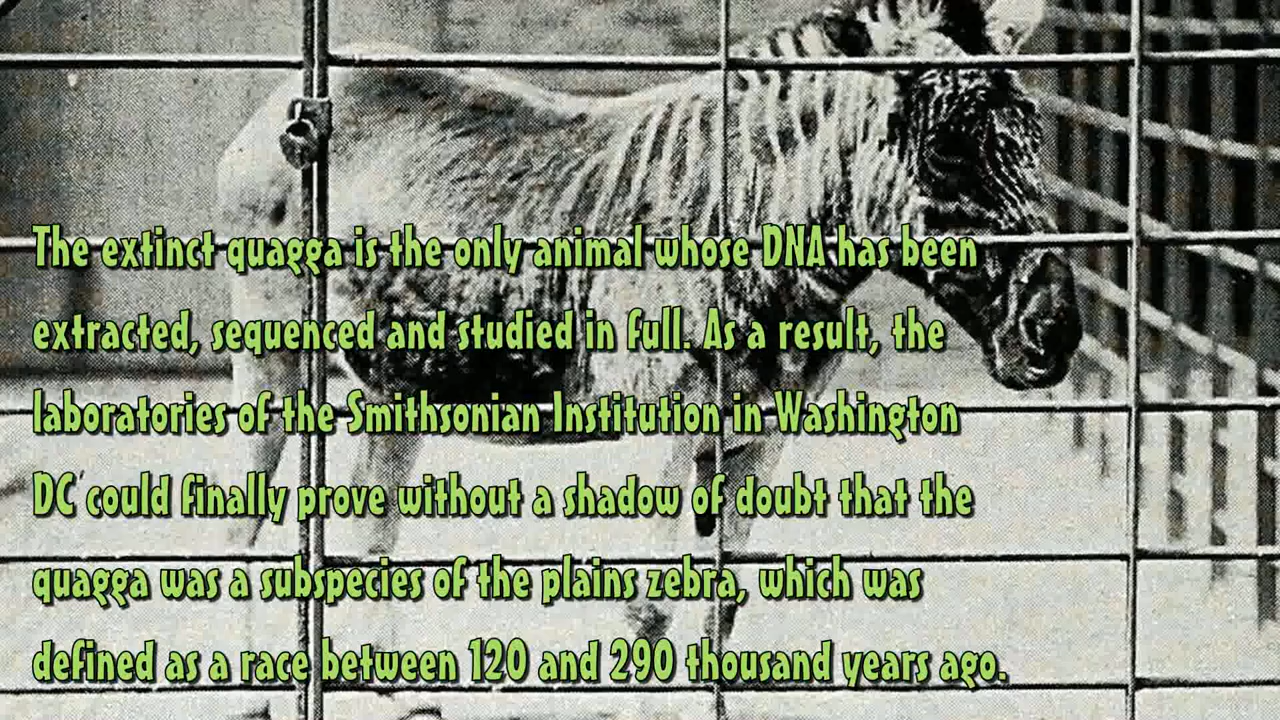 The extinct quagga is the only animal whose DNA has been
extracted, sequenced and studied in full. As a result, the
laboratories of the Smithsonian Institution in Washington
DC could finally prove without a shadow of doubt that the
quagga was a subspecies of the plains zebra, which was
defined as a race between 120 and 290 thousand years ago.